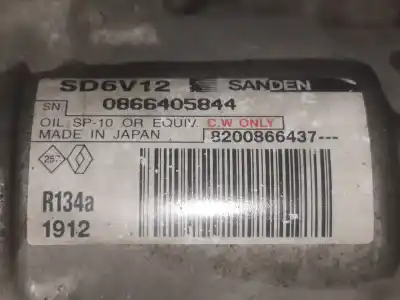 SD6V12 SANDEN
SN 0866405844
OIL SP-10 OR EQUIV. C.W ONLY
MADE IN JAPAN 8200866437---
R134a
1912